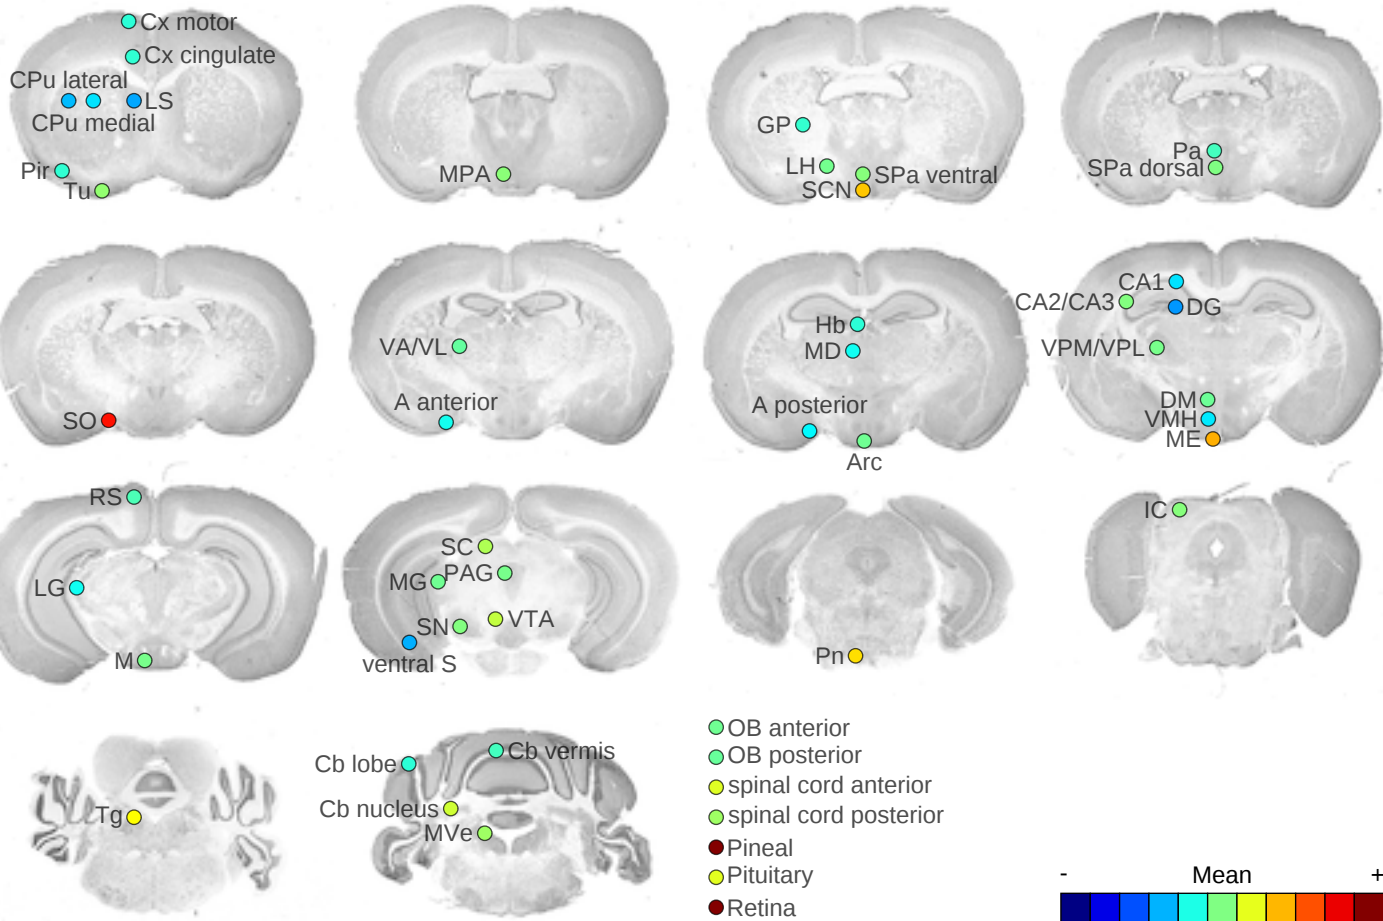 Cx motor
Cx cingulate
CPu lateral
LS
CPu medial
Pir
Tu
MPA
GP
LH
SPa ventral
SCN
Pa
SPa dorsal
SO
VA/VL
A anterior
Hb
MD
A posterior
Arc
CA1
CA2/CA3
DG
VPM/VPL
DM
VMH
ME
RS
LG
M
SC
PAG
MG
VTA
SN
ventral S
Pn
IC
Tg
Cb vermis
Cb lobe
Cb nucleus
MVe
OB anterior
OB posterior
spinal cord anterior
spinal cord posterior
Pineal
Pituitary
Retina
- Mean +